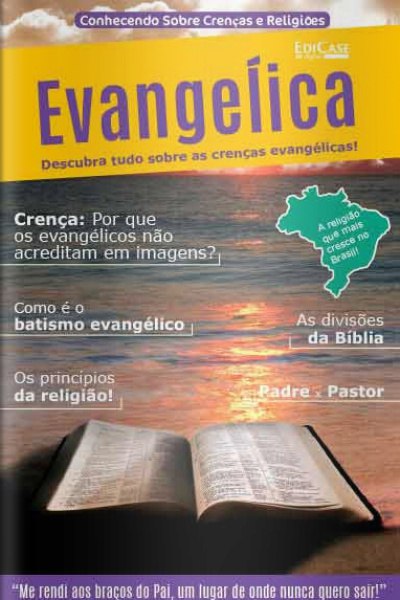 Conhecendo Sobre Crenças e Religiões
EDICASE
Evangélica
Descubra tudo sobre as crenças evangélicas!
Crença: Por que
os evangélicos não
acreditam em imagens?
A religião
que mais
cresce no
Brasil!
Como é o
batismo evangélico
As divisões
da Bíblia
Os princípios
da religião!
Padre x Pastor
“Me rendi aos braços do Pai, um lugar de onde nunca quero sair!”